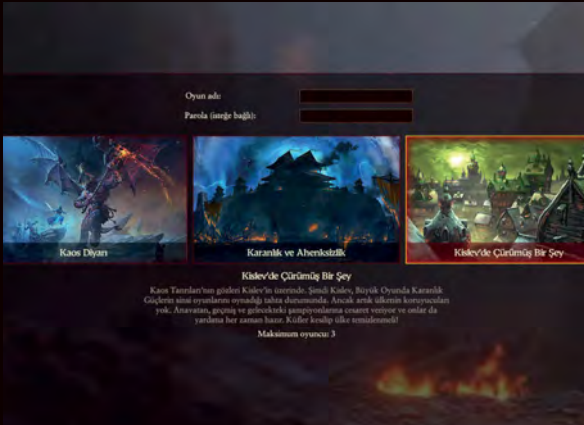 Oyun adı:
Parola (isteğe bağlı):
Kaos Diyarı
Karanlık ve Ahenksizlik
Kislev'de Çürümüş Bir Şey
Kislev'de Çürümüş Bir Şey
Kaos Tanrıları'nın gözleri Kislev'in üzerinde. Şimdi Kislev, Büyük Oyunda Karanlık
Güçlerin sinsi oyunlarını oynadığı tahta durumunda. Ancak artık ülkenin koruyucuları
yok. Anavatan, geçmiş ve gelecekteki şampiyonlarına cesaret veriyor ve onlar da
yardıma her zaman hazır. Küfler kesilip ülke temizlenmeli!
Maksimum oyuncu: 3